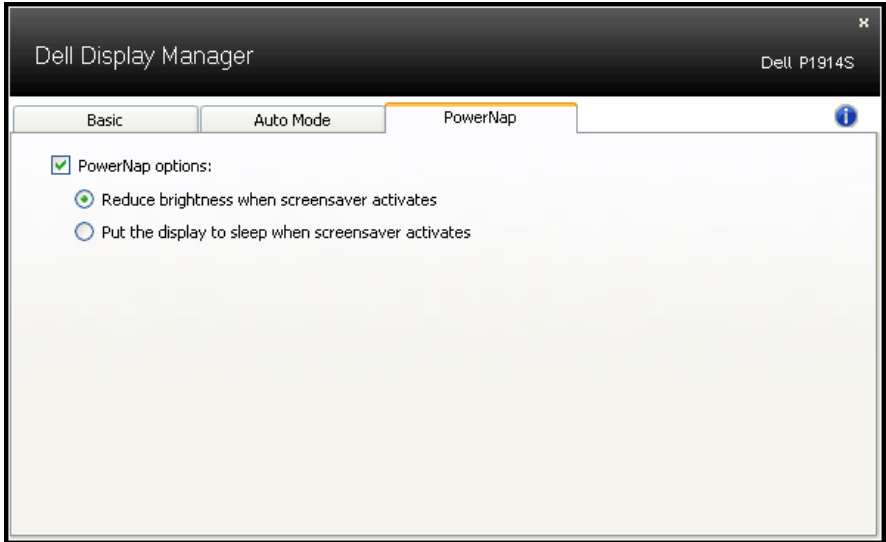 Dell Display Manager
Dell P1914S
Basic
Auto Mode
PowerNap
PowerNap options:
Reduce brightness when screensaver activates
Put the display to sleep when screensaver activates